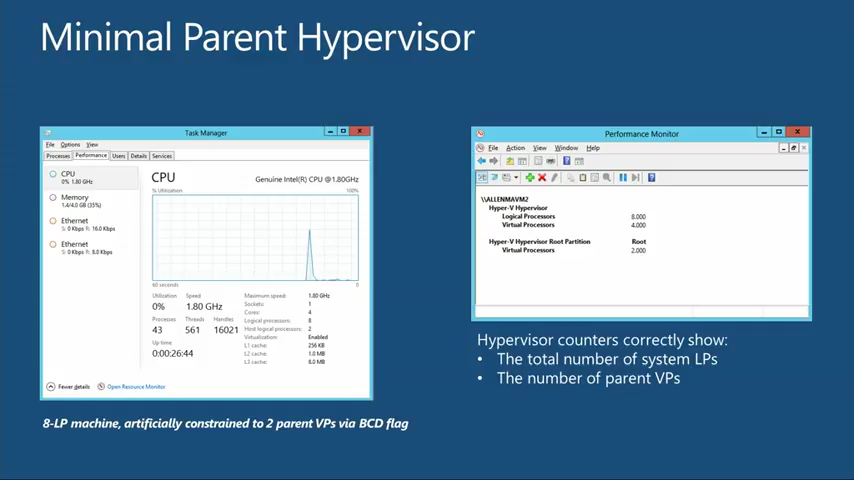 Minimal Parent Hypervisor
Task Manager
File Options View
Processes Performance Users Details Services
CPU
0% 1.80 GHz
Memory
1.4/4.0 GB (35%)
Ethernet
S: 0 Kbps R: 16.0 Kbps
Ethernet
S: 0 Kbps R: 8.0 Kbps
CPU
Genuine Intel(R) CPU @ 1.80GHz
% Utilization 100%
60 seconds 0
Utilization Speed
0% 1.80 GHz
Processes Threads Handles
43 561 16021
Up time
0:00:26:44
Maximum speed: 1.80 GHz
Sockets: 1
Cores: 4
Logical processors: 8
Host logical processors: 2
Virtualization: Enabled
L1 cache: 256 KB
L2 cache: 1.0 MB
L3 cache: 8.0 MB
Fewer details Open Resource Monitor
8-LP machine, artificially constrained to 2 parent VPs via BCD flag
Performance Monitor
File Action View Window Help
\\ALLENMAVM2
Hyper-V Hypervisor
Logical Processors 8.000
Virtual Processors 4.000
Hyper-V Hypervisor Root Partition Root
Virtual Processors 2.000
Hypervisor counters correctly show:
• The total number of system LPs
• The number of parent VPs